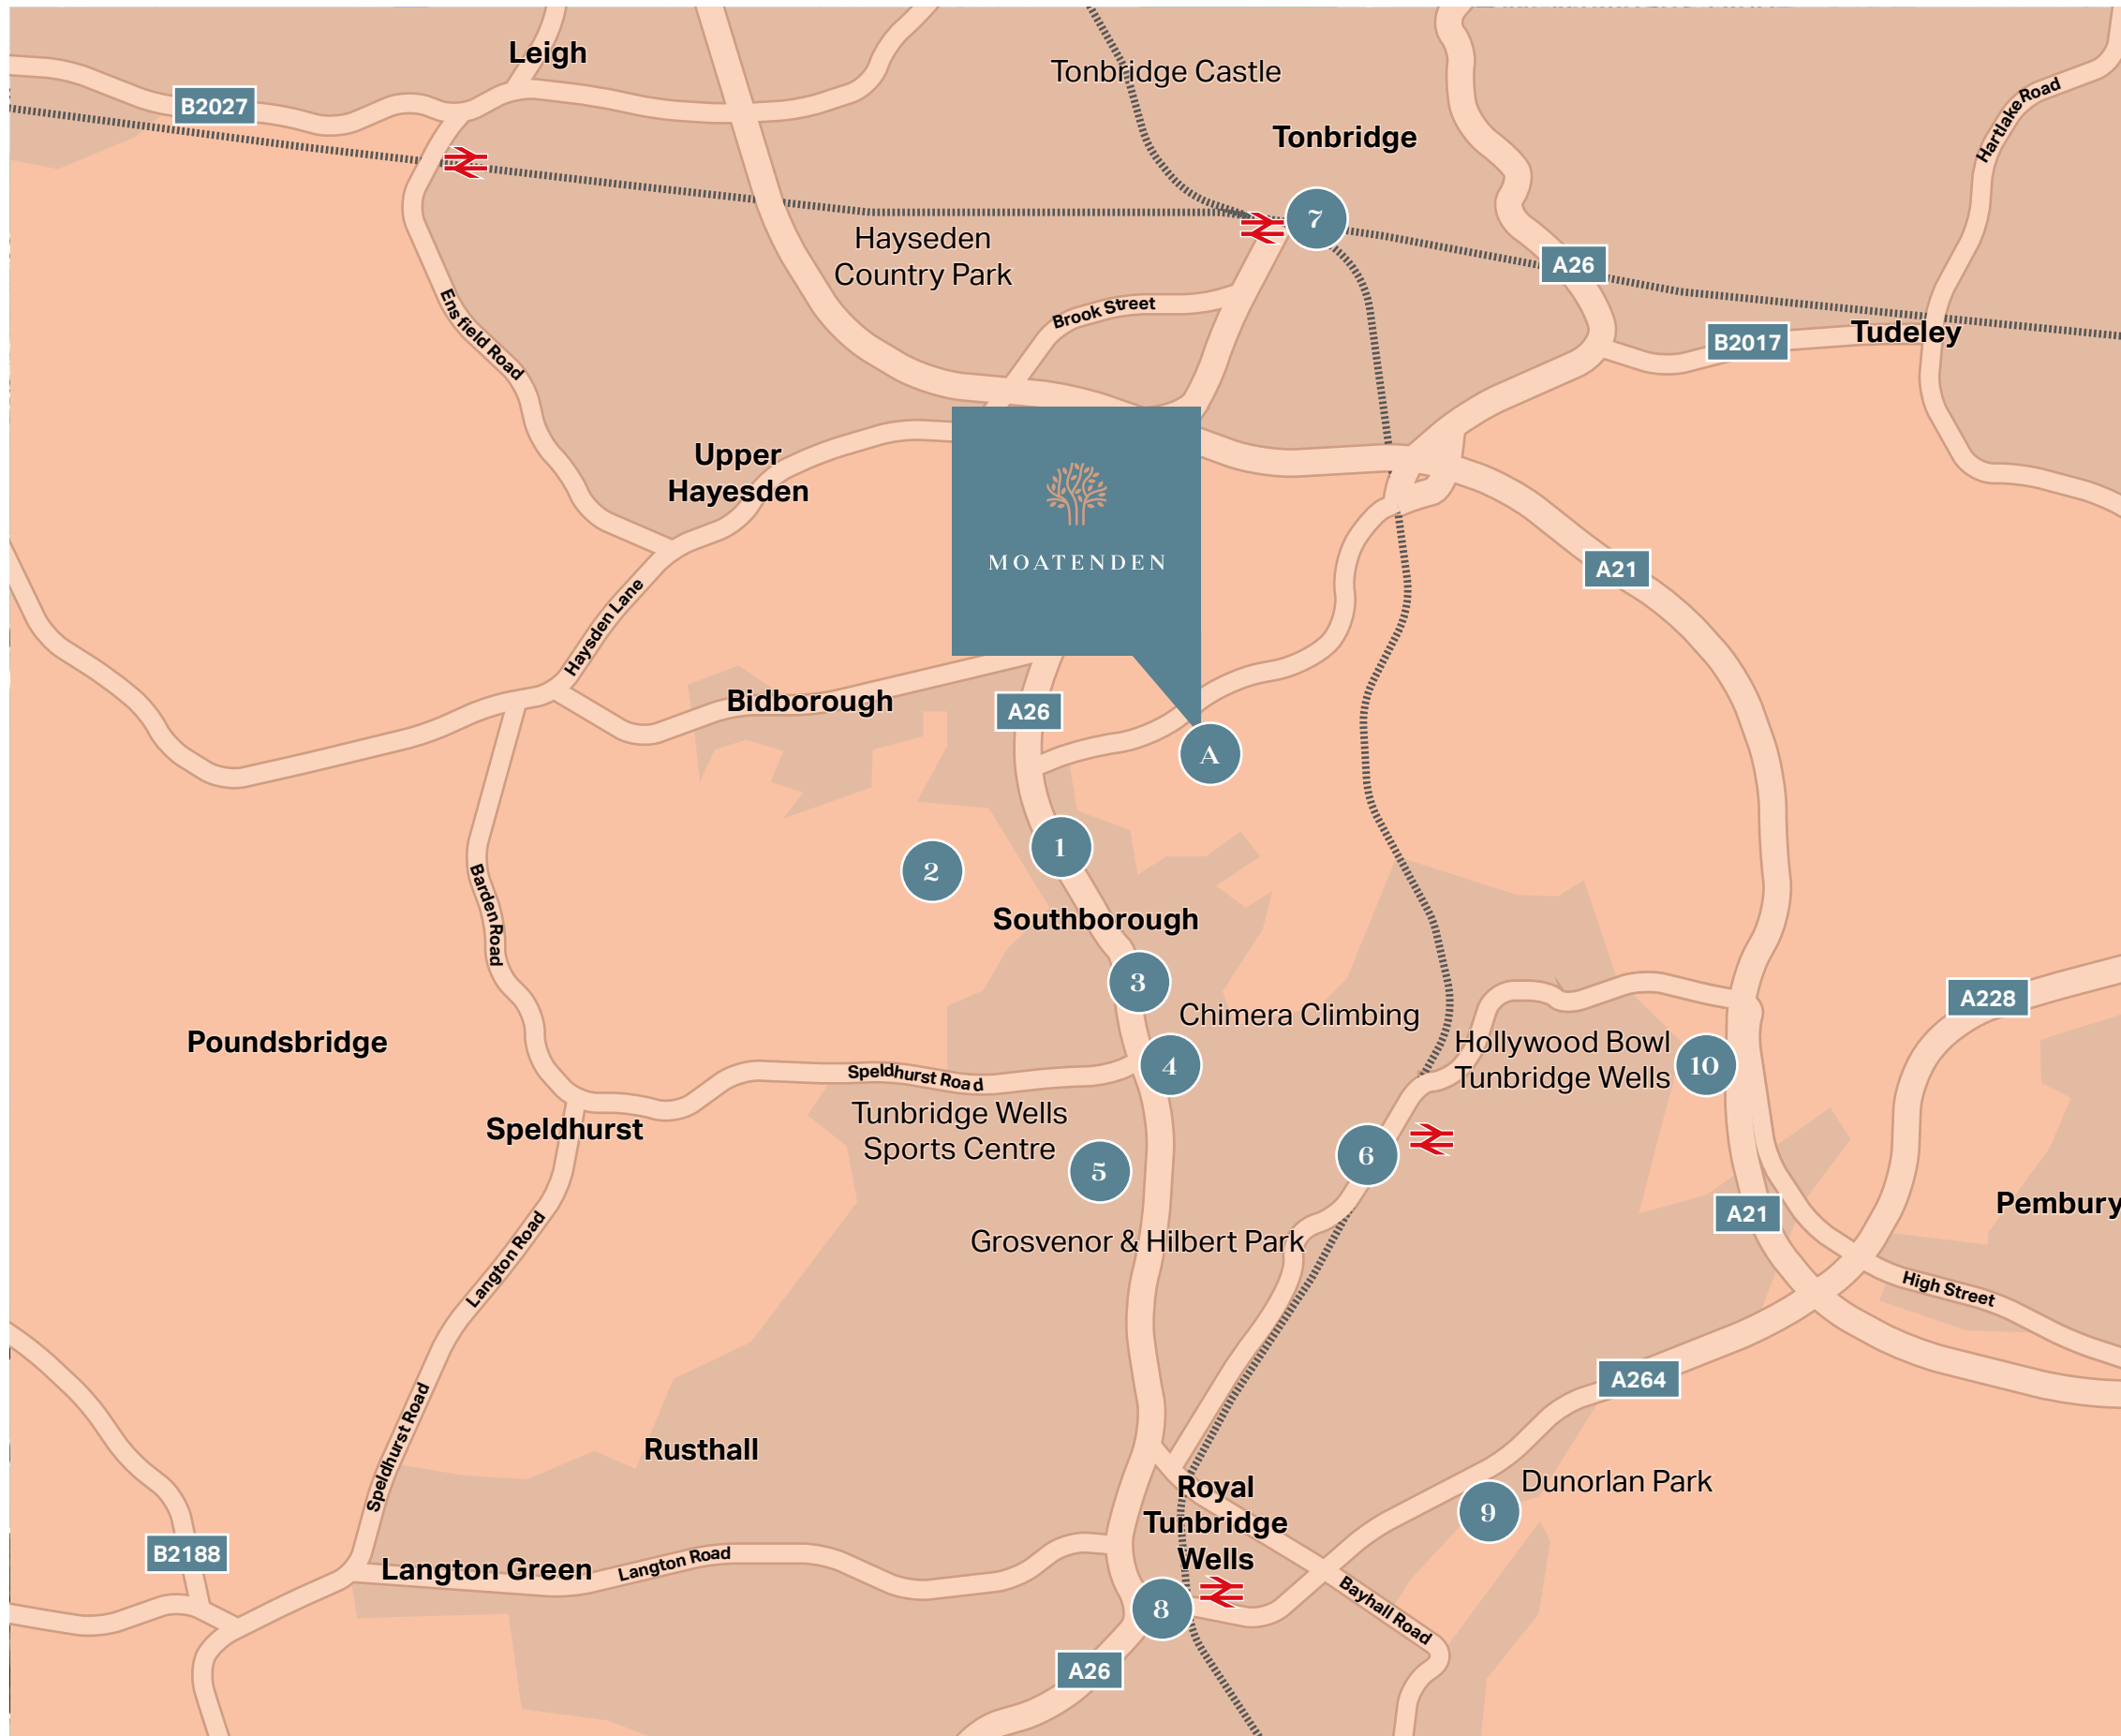 Leigh
Tonbridge Castle
B2027
Hartlake Road
Tonbridge
7
Hayseden
Country Park
A26
Brook Street
Ensfield Road
B2017
Tudeley
Upper
Hayesden
MOATENDEN
A21
Haysden Lane
Bidborough
A26
A
1
2
Barden Road
Southborough
3
Chimera Climbing
A228
Poundsbridge
Hollywood Bowl
Tunbridge Wells
10
4
Speldhurst Road
Tunbridge Wells
Sports Centre
Speldhurst
5
6
Pembury
A21
Grosvenor & Hilbert Park
Langton Road
High Street
A264
Speldhurst Road
Rusthall
Royal
Tunbridge
Wells
Dunorlan Park
9
B2188
Langton Green
Langton Road
8
Bayhall Road
A26